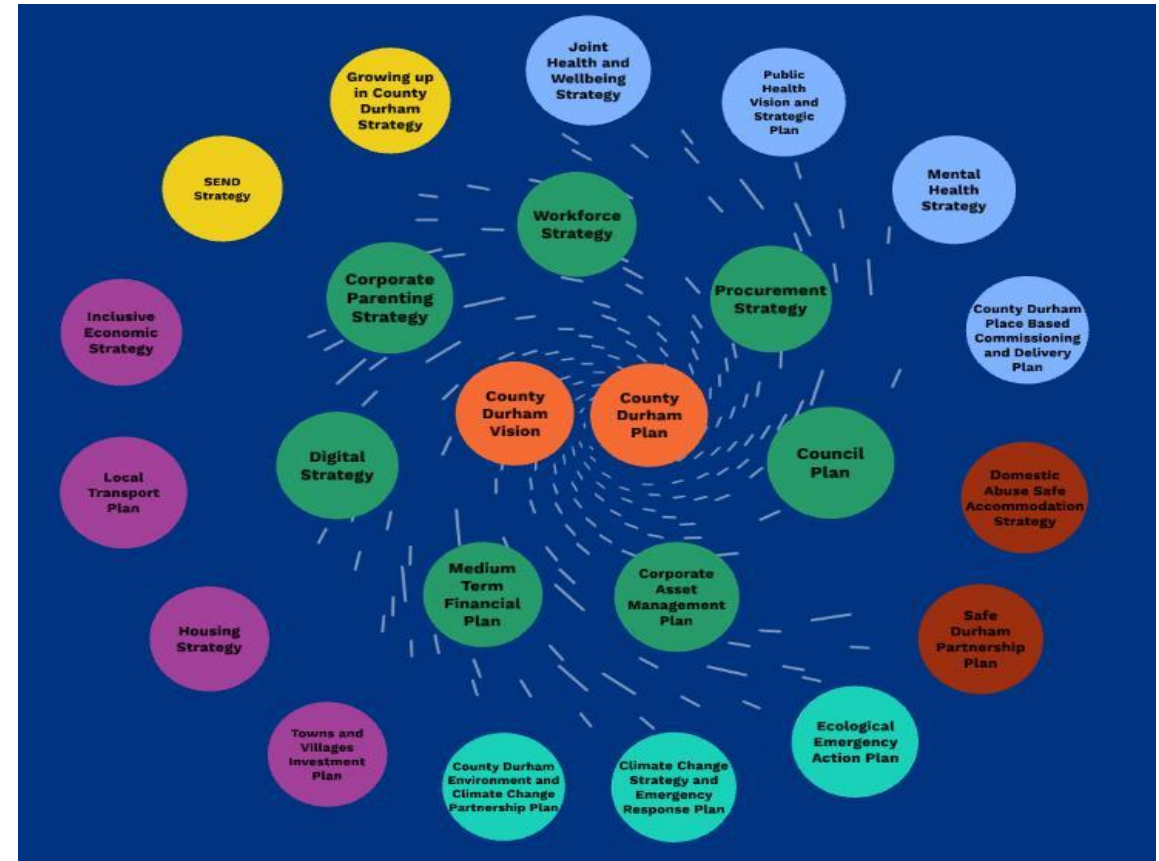 Joint
Health and
Wellbeing
Strategy
Growing up
in County
Durham
Strategy
Public
Health
Vision and
Strategic
Plan
SEND
Strategy
Mental
Health
Strategy
Workforce
Strategy
Corporate
Parenting
Strategy
Procurement
Strategy
Inclusive
Economic
Strategy
County Durham
Place Based
Commissioning
and Delivery
Plan
County
Durham
Vision
County
Durham
Plan
Digital
Strategy
Council
Plan
Local
Transport
Plan
Domestic
Abuse Safe
Accommodation
Strategy
Medium
Term
Financial
Plan
Corporate
Asset
Management
Plan
Housing
Strategy
Safe
Durham
Partnership
Plan
Towns and
Villages
Investment
Plan
County Durham
Environment and
Climate Change
Partnership Plan
Climate Change
Strategy and
Emergency
Response Plan
Ecological
Emergency
Action Plan